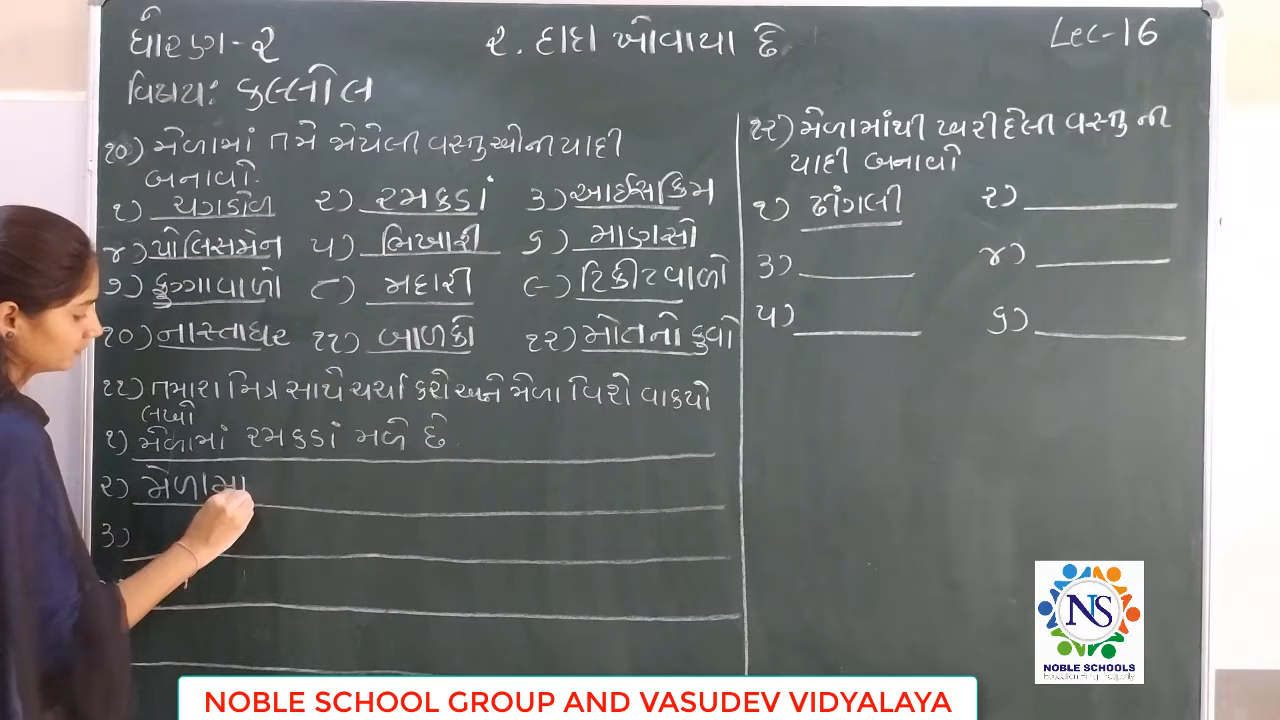 ધોરણ-૨
૨. દાદા ખોવાયા છે
Lec-16
વિષય: કલ્લોલ
૧૦) મેળામાં તમે જોયેલી વસ્તુઓની યાદી
બનાવો.
૧) ચગડોળ ૨) રમકડાં ૩) આઈસક્રિમ
૪) પોલિસમેન ૫) ભિખારી ૬) માણસો
૭) ફુગ્ગાવાળો ૮) મદારી ૯) ટિકીટવાળો
૧૦) નાસ્તાઘર ૧૧) બાળકો ૧૨) મોતનો કુવો
૧૧) તમારા મિત્ર સાથે ચર્ચા કરો અને મેળા વિશે વાકયો
લખો
૧) મેળામાં રમકડાં મળે છે.
૨) મેળામા
૩)
૧૨) મેળામાંથી ખરીદેલી વસ્તુની
યાદી બનાવો
૧) ઢીંગલી ૨)
૩) ૪)
૫) ૬)
NS
NOBLE SCHOOLS
NOBLE SCHOOL GROUP AND VASUDEV VIDYALAYA